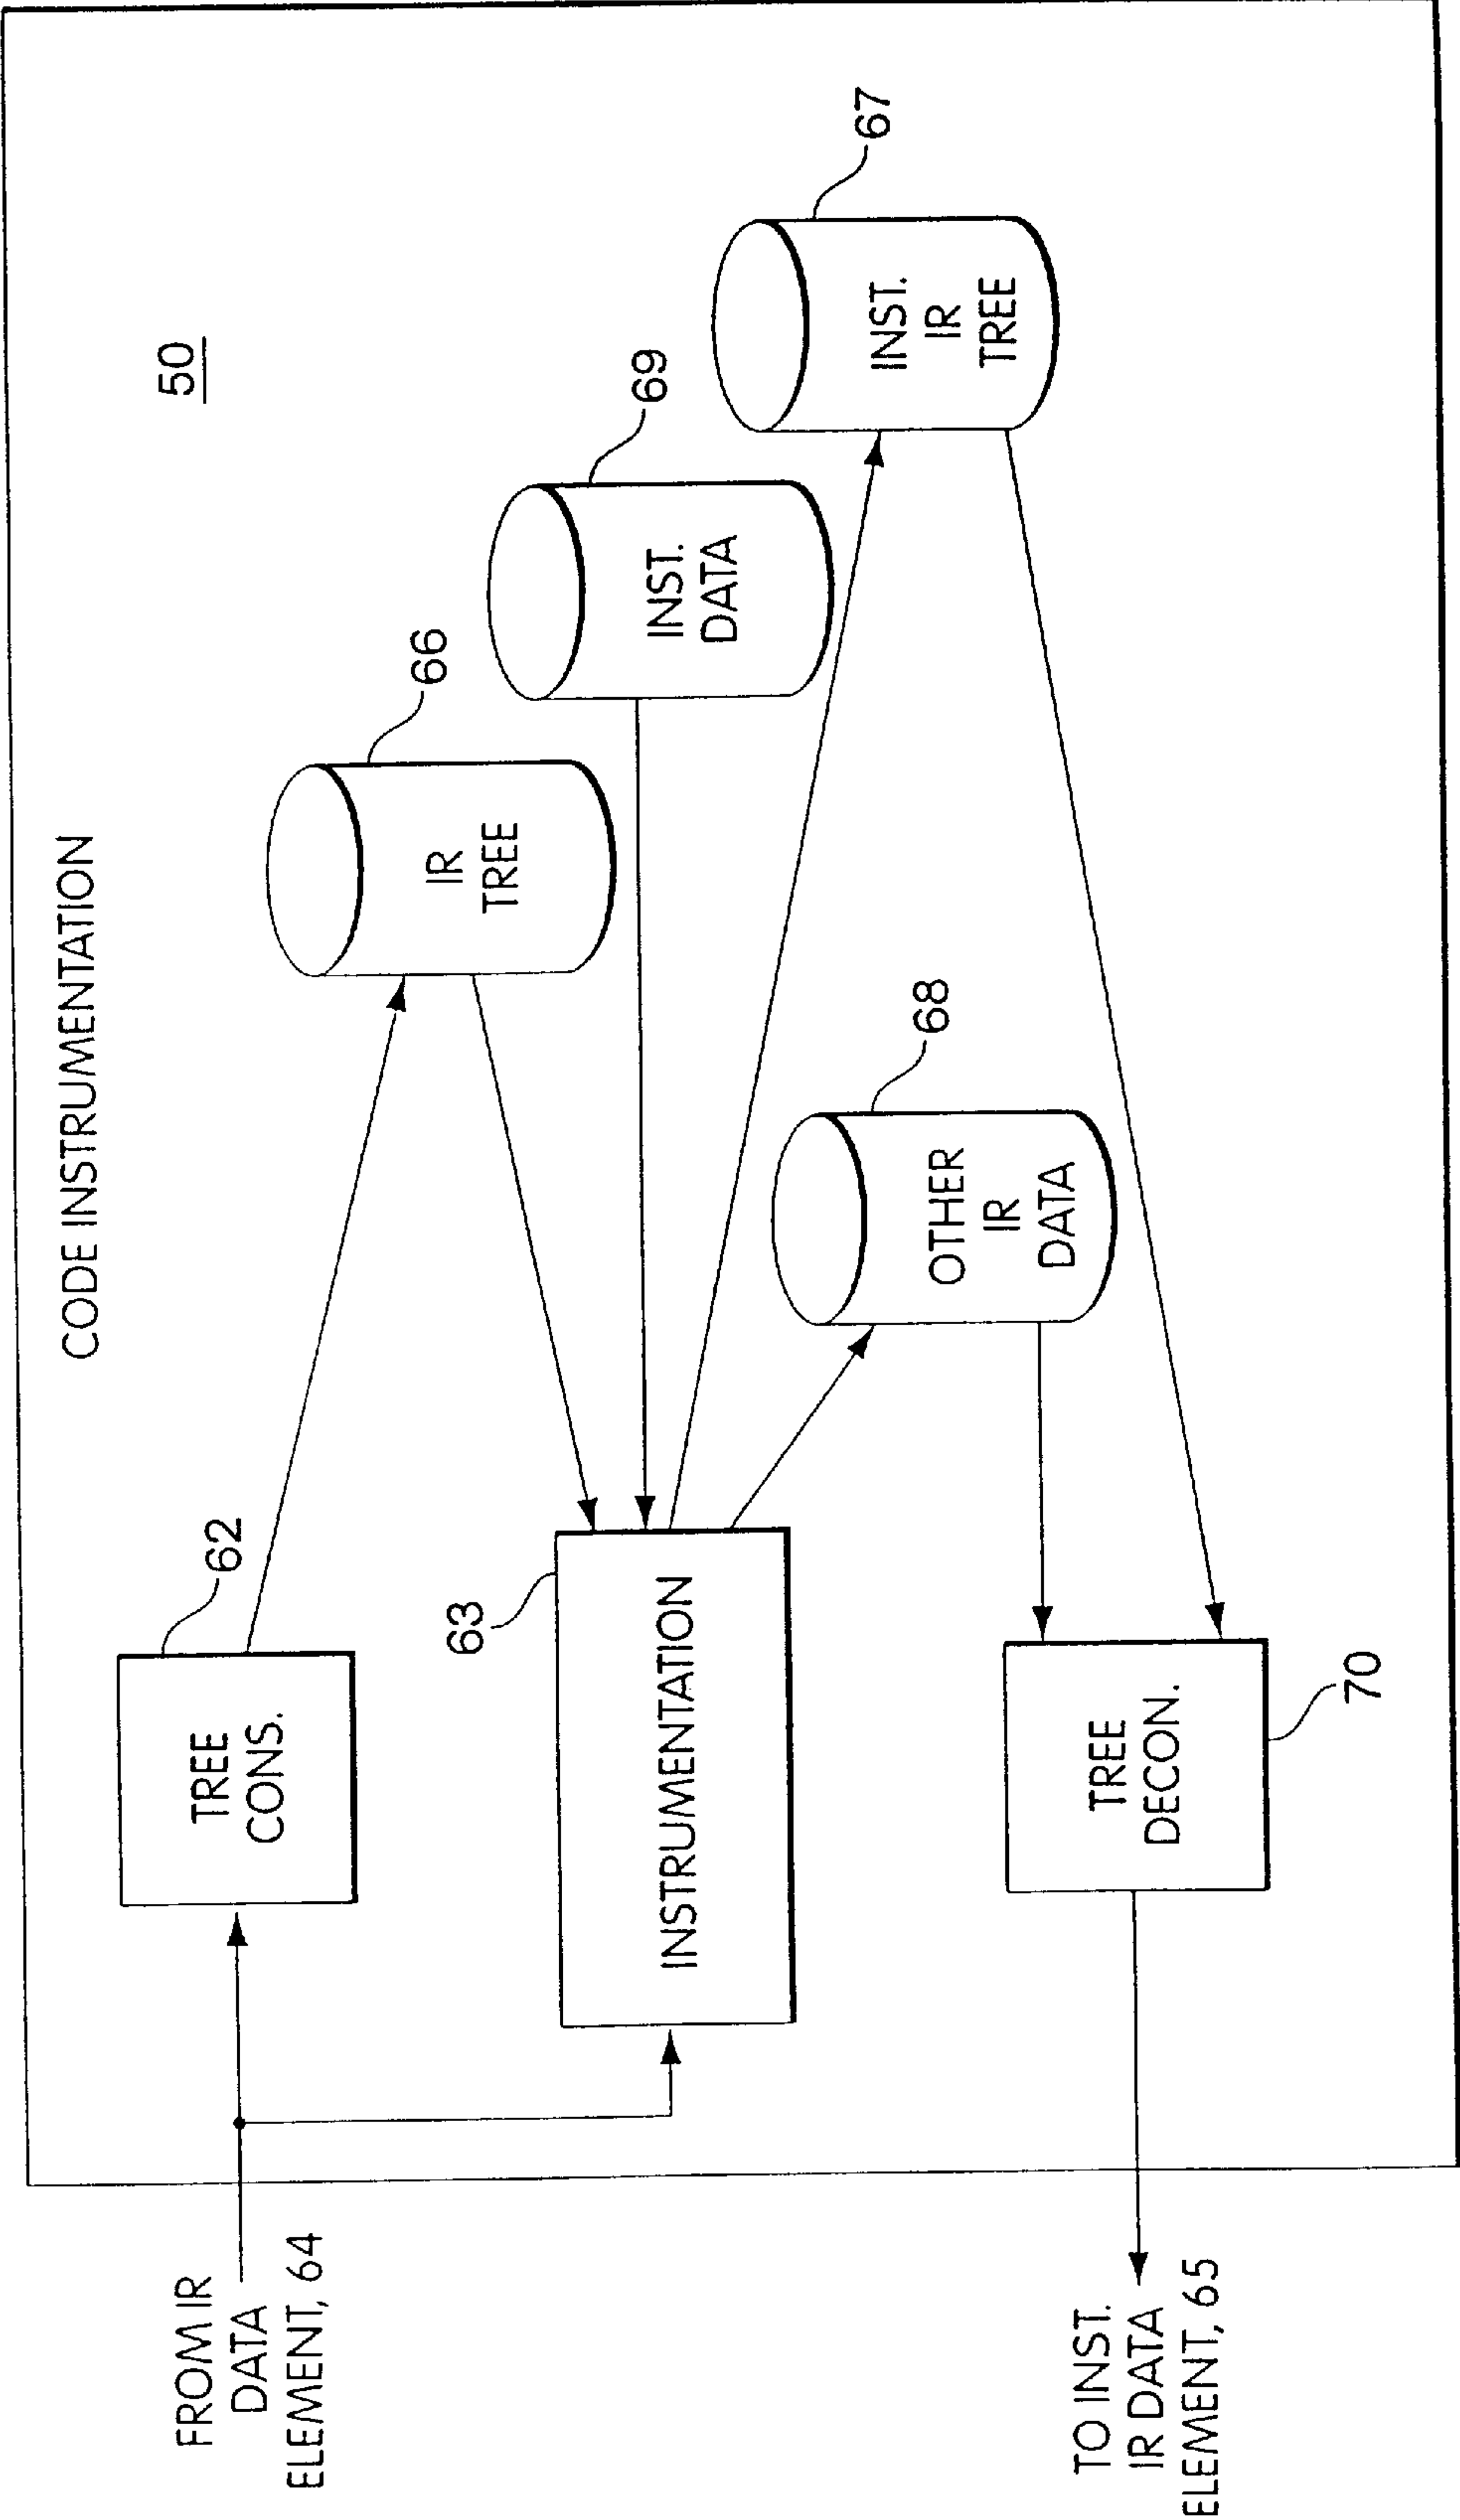 CODE INSTRUMENTATION
50
FROM IR
DATA
ELEMENT, 64
TREE
CONS.
62
IR
TREE
66
INSTRUMENTATION
63
INST.
DATA
69
INST.
IR
TREE
67
OTHER
IR
DATA
68
TREE
DECON.
70
TO INST.
IR DATA
ELEMENT, 65